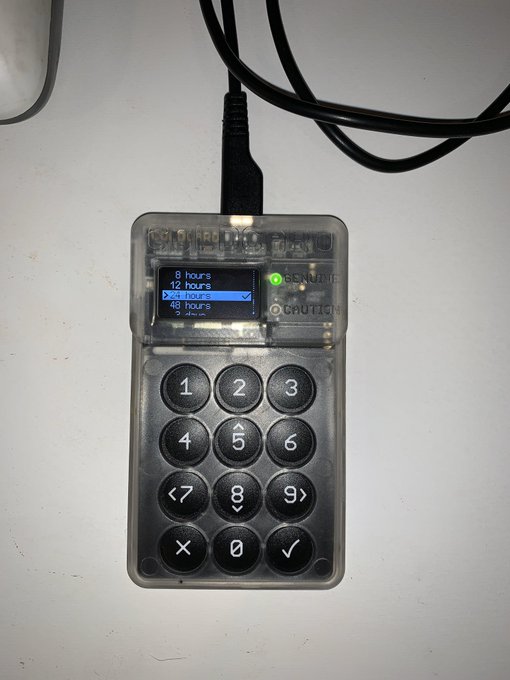 COLDCARD
8 hours
12 hours
>24 hours ✓
48 hours
GENUINE
CAUTION
1 2 3
4 5 6
<7 8 9>
× 0 ✓